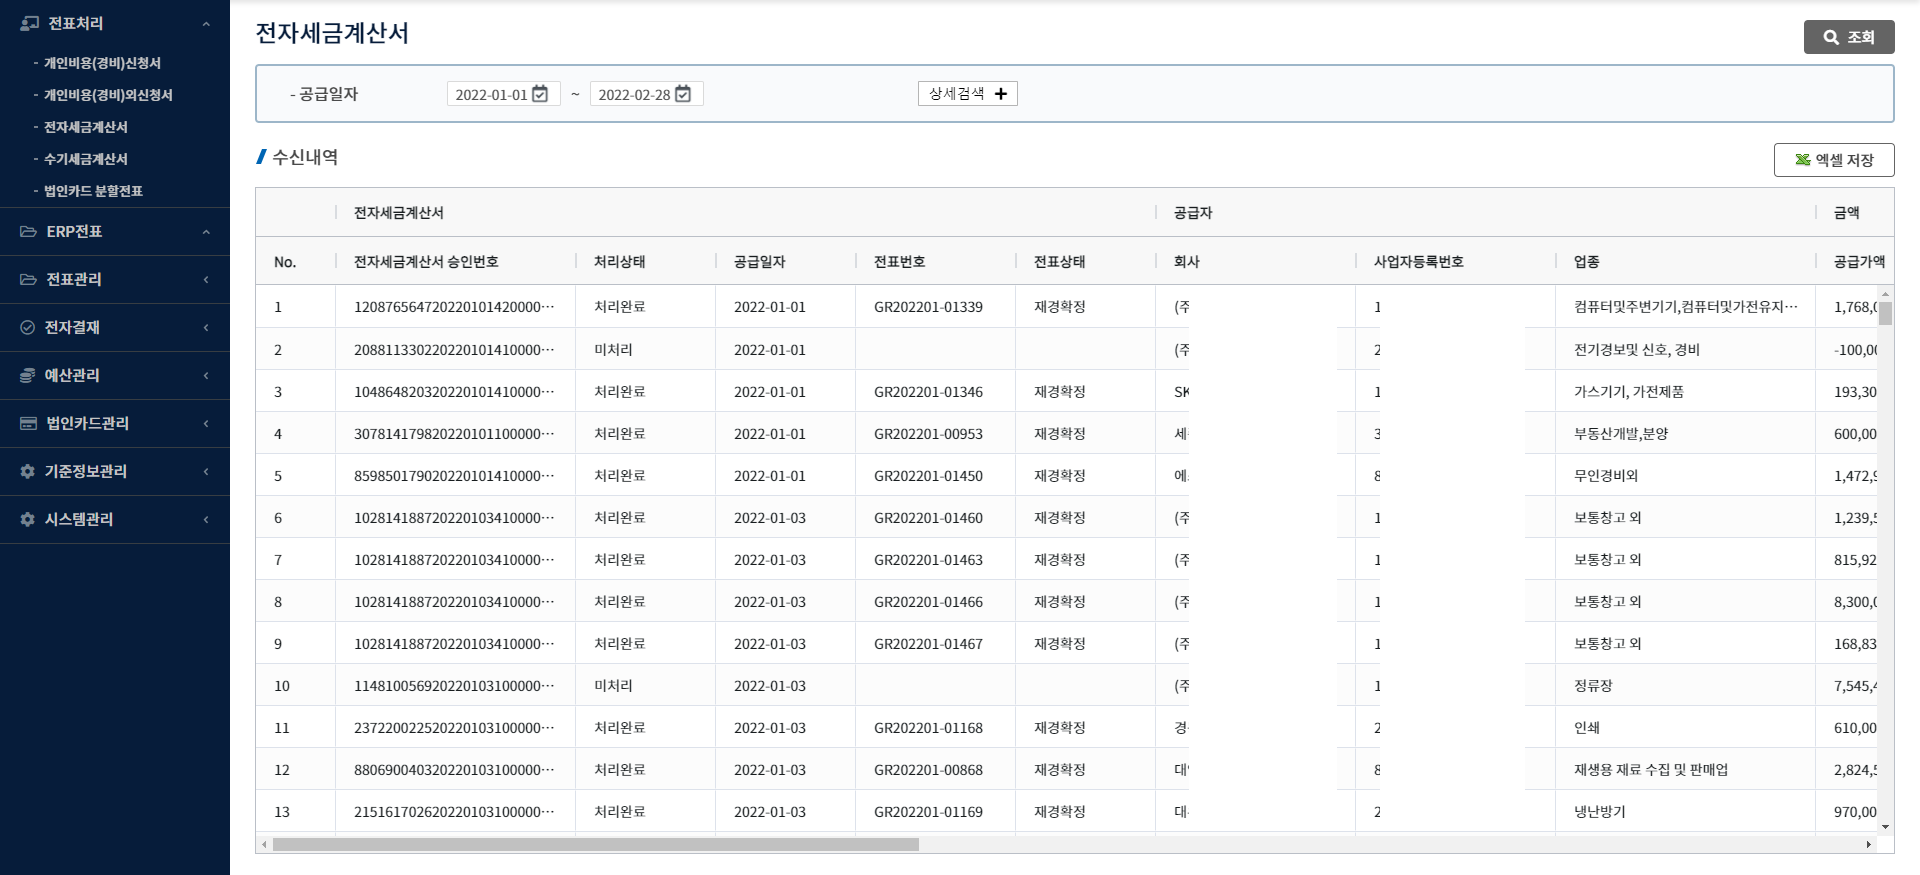 전표처리
- 개인비용(경비)신청서
- 개인비용(경비)외신청서
- 전자세금계산서
- 수기세금계산서
- 법인카드 분할전표
ERP전표
전표관리
전자결재
예산관리
법인카드관리
기준정보관리
시스템관리
전자세금계산서
조회
- 공급일자 2022-01-01 ~ 2022-02-28 상세검색
수신내역
엑셀 저장
전자세금계산서 공급자 금액
No. 전자세금계산서 승인번호 처리상태 공급일자 전표번호 전표상태 회사 사업자등록번호 업종 공급가액
1 120876564720220101420000··· 처리완료 2022-01-01 GR202201-01339 재경확정 (주 1 컴퓨터및주변기기,컴퓨터및가전유지··· 1,768,
2 208811330220220101410000··· 미처리 2022-01-01 (주 2 전기경보및 신호, 경비 -100,00
3 104864820320220101410000··· 처리완료 2022-01-01 GR202201-01346 재경확정 SK 1 가스기기, 가전제품 193,30
4 307814179820220101100000··· 처리완료 2022-01-01 GR202201-00953 재경확정 세 3 부동산개발,분양 600,00
5 859850179020220101410000··· 처리완료 2022-01-01 GR202201-01450 재경확정 에 8 무인경비외 1,472,9
6 102814188720220103410000··· 처리완료 2022-01-03 GR202201-01460 재경확정 (주 1 보통창고 외 1,239,5
7 102814188720220103410000··· 처리완료 2022-01-03 GR202201-01463 재경확정 (주 1 보통창고 외 815,92
8 102814188720220103410000··· 처리완료 2022-01-03 GR202201-01466 재경확정 (주 1 보통창고 외 8,300,0
9 102814188720220103410000··· 처리완료 2022-01-03 GR202201-01467 재경확정 (주 1 보통창고 외 168,83
10 114810056920220103100000··· 미처리 2022-01-03 (주 1 정류장 7,545,4
11 237220022520220103100000··· 처리완료 2022-01-03 GR202201-01168 재경확정 경 2 인쇄 610,00
12 880690040320220103100000··· 처리완료 2022-01-03 GR202201-00868 재경확정 대 8 재생용 재료 수집 및 판매업 2,824,5
13 215161702620220103100000··· 처리완료 2022-01-03 GR202201-01169 재경확정 대 2 냉난방기 970,00